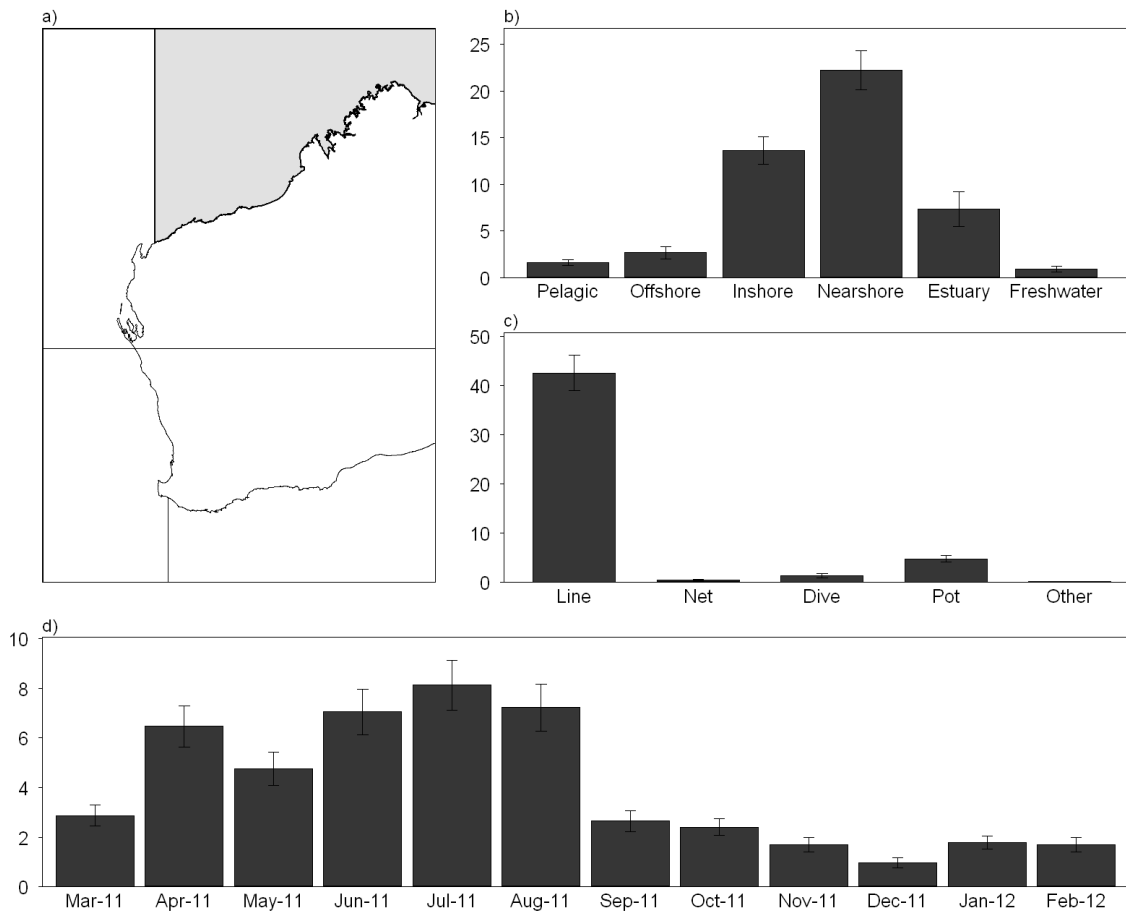 a)
b)
25
20
15
10
5
0
Pelagic Offshore Inshore Nearshore Estuary Freshwater
c)
50
40
30
20
10
0
Line Net Dive Pot Other
d)
10
8
6
4
2
0
Mar-11 Apr-11 May-11 Jun-11 Jul-11 Aug-11 Sep-11 Oct-11 Nov-11 Dec-11 Jan-12 Feb-12